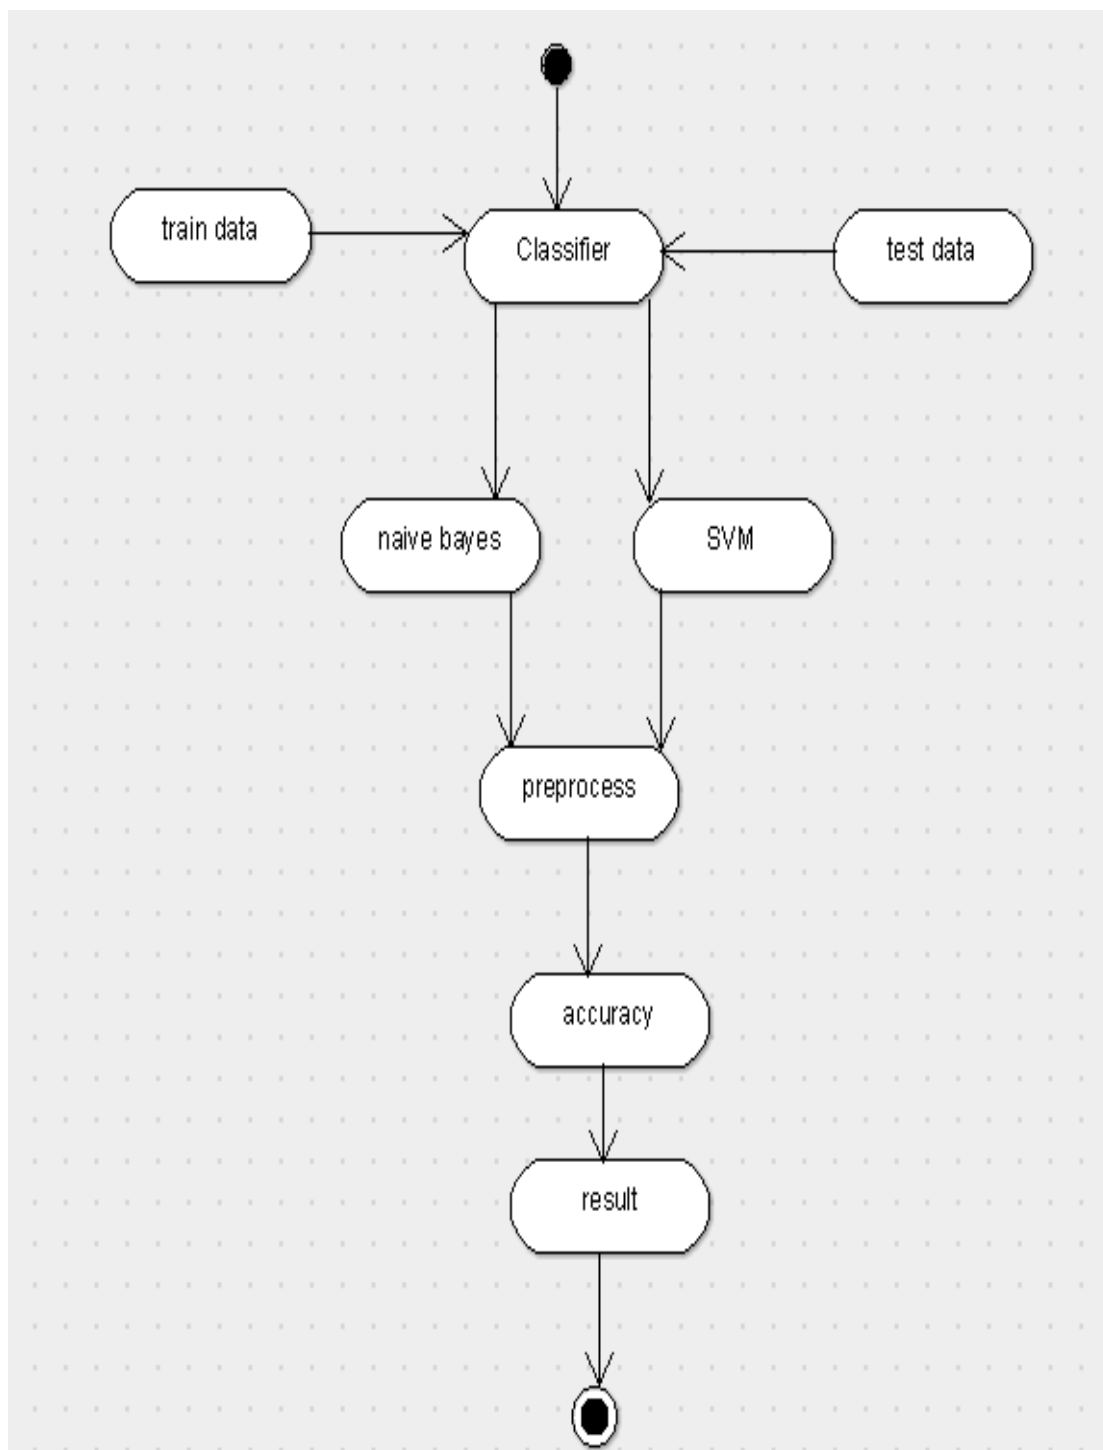 train data
Classifier
test data
naive bayes
SVM
preprocess
accuracy
result